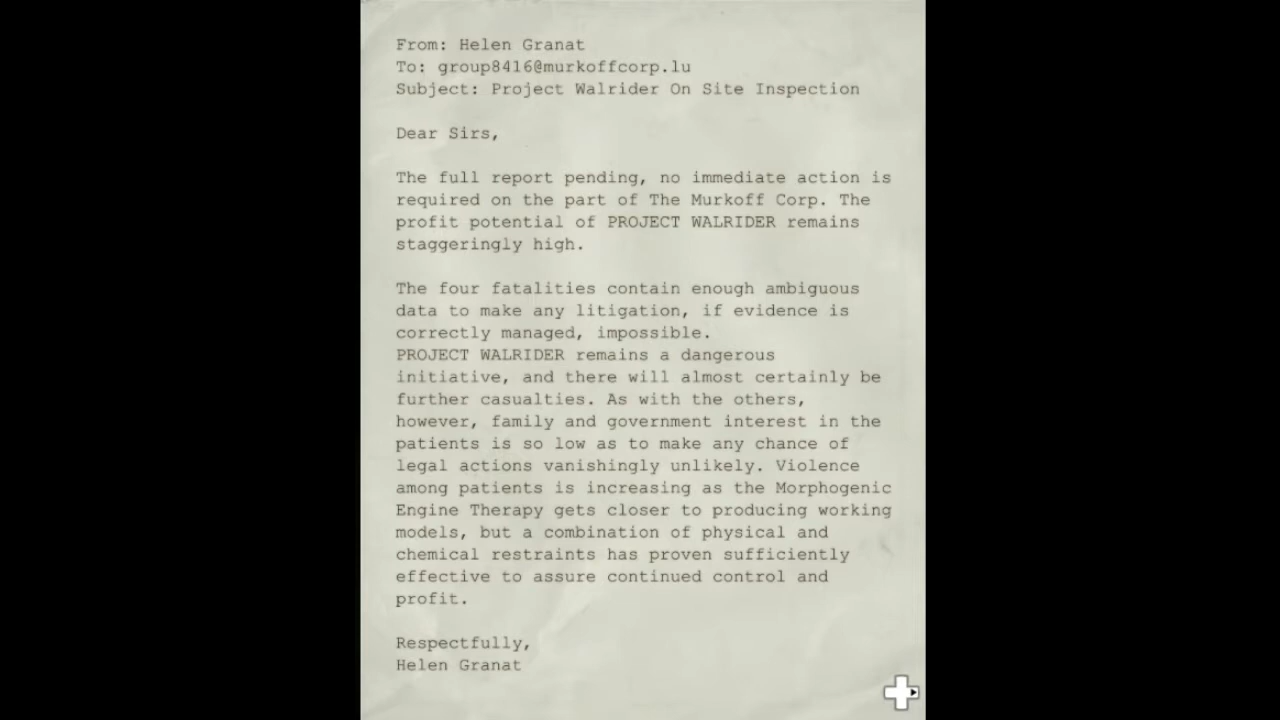 From: Helen Granat
To: group8416@murkoffcorp.lu
Subject: Project Walrider On Site Inspection
Dear Sirs,
The full report pending, no immediate action is
required on the part of The Murkoff Corp. The
profit potential of PROJECT WALRIDER remains
staggeringly high.
The four fatalities contain enough ambiguous
data to make any litigation, if evidence is
correctly managed, impossible.
PROJECT WALRIDER remains a dangerous
initiative, and there will almost certainly be
further casualties. As with the others,
however, family and government interest in the
patients is so low as to make any chance of
legal actions vanishingly unlikely. Violence
among patients is increasing as the Morphogenic
Engine Therapy gets closer to producing working
models, but a combination of physical and
chemical restraints has proven sufficiently
effective to assure continued control and
profit.
Respectfully,
Helen Granat